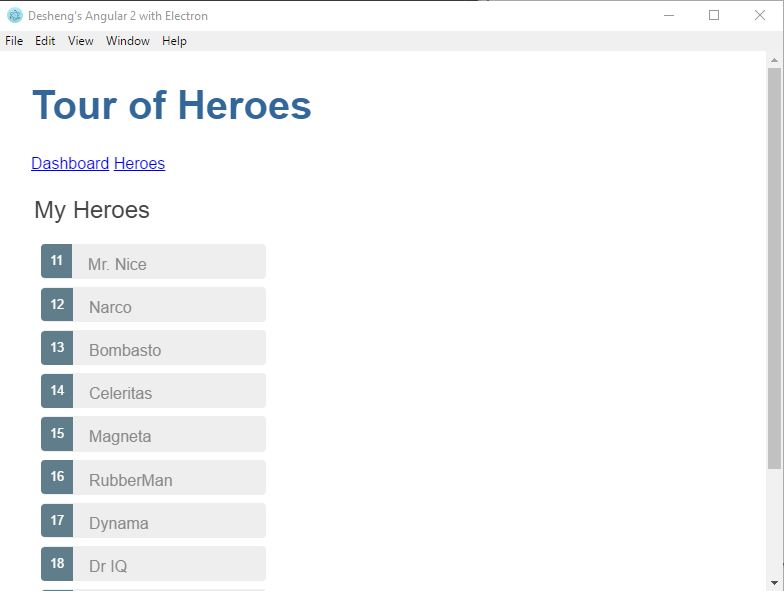 Desheng's Angular 2 with Electron
File Edit View Window Help
Tour of Heroes
Dashboard Heroes
My Heroes
11 Mr. Nice
12 Narco
13 Bombasto
14 Celeritas
15 Magneta
16 RubberMan
17 Dynama
18 Dr IQ